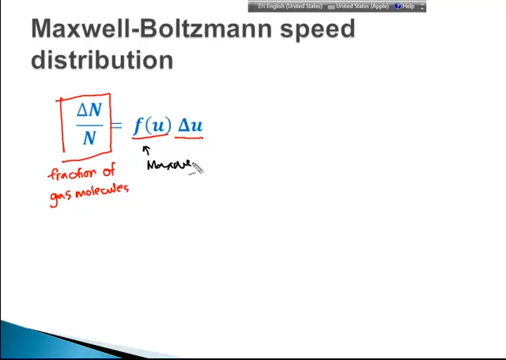 EN English (United States) United States (Apple) Help
Maxwell-Boltzmann speed
distribution
ΔN/N = f(u) Δu
fraction of
gas molecules